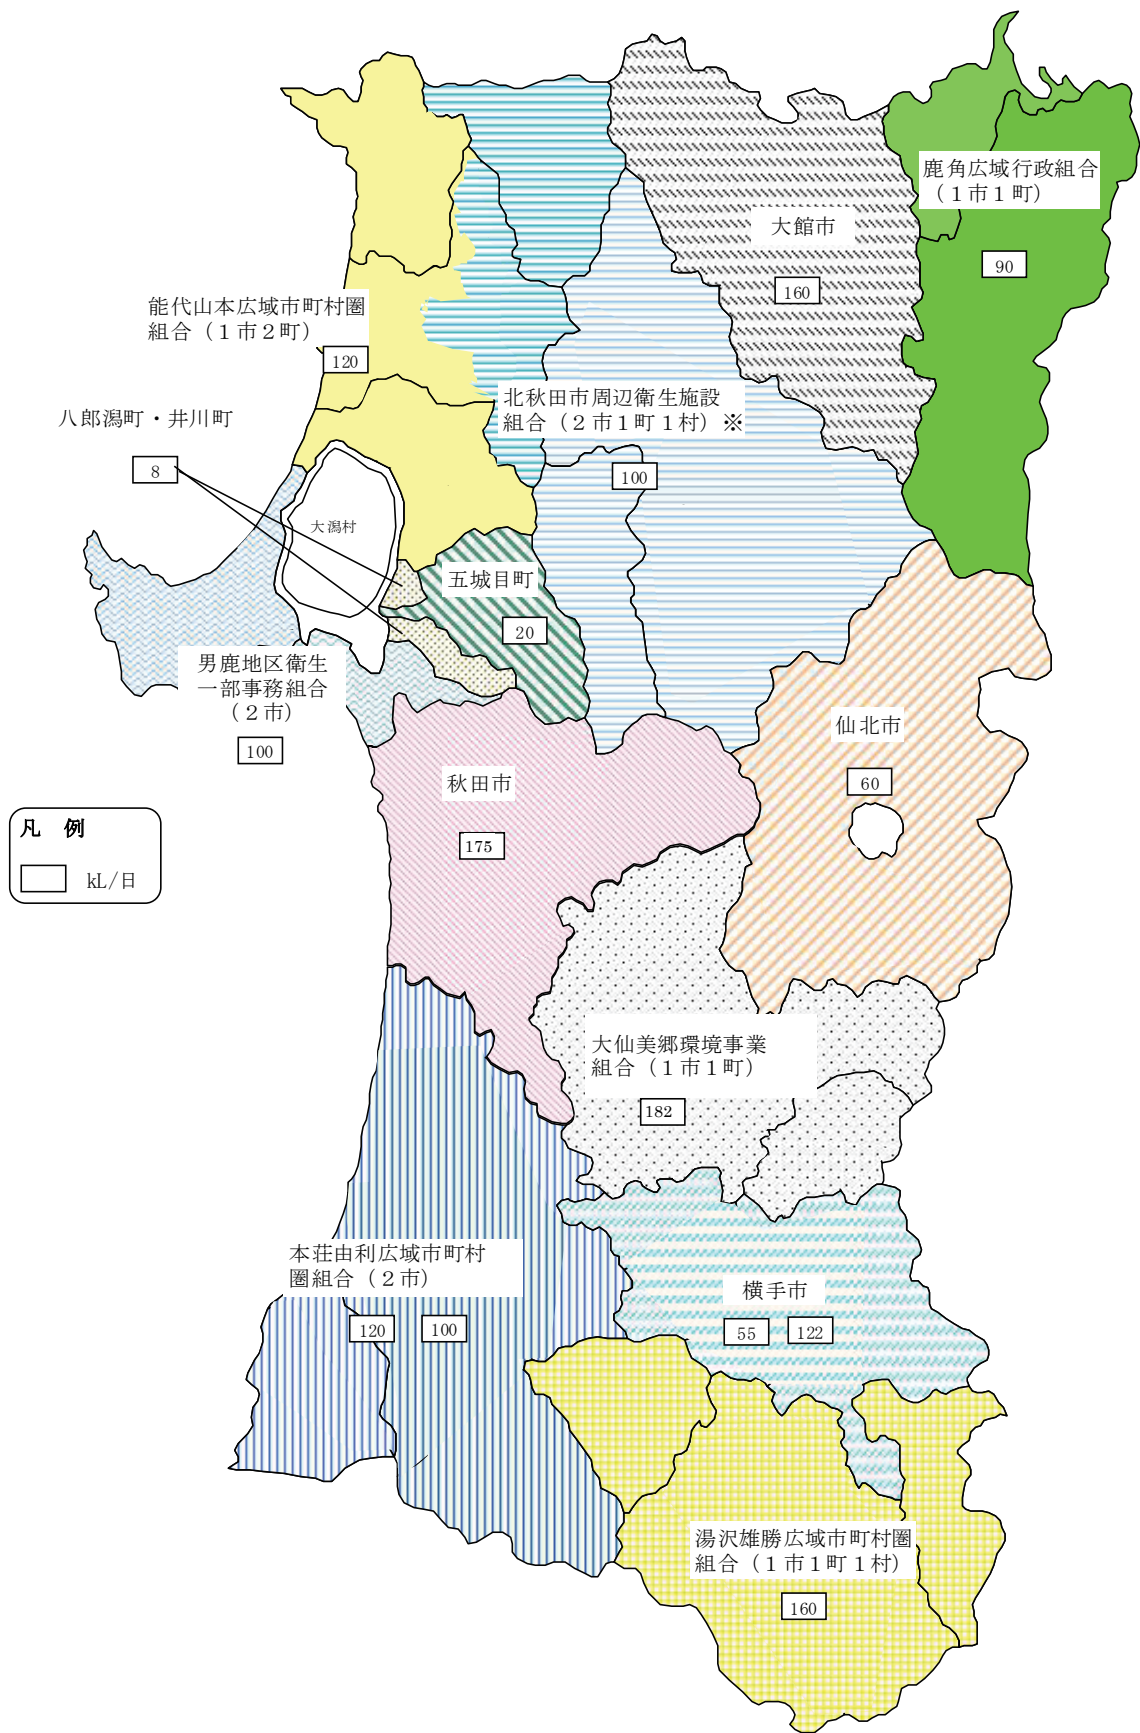 鹿角広域行政組合
（１市１町）
90
大館市
160
能代山本広域市町村圏
組合（１市２町）
120
北秋田市周辺衛生施設
組合（２市１町１村）※
100
八郎潟町・井川町
8
大潟村
五城目町
20
男鹿地区衛生
一部事務組合
（２市）
100
仙北市
60
秋田市
175
凡　例
kL/日
大仙美郷環境事業
組合（１市１町）
182
本荘由利広域市町村
圏組合（２市）
120
100
横手市
55
122
湯沢雄勝広域市町村圏
組合（１市１町１村）
160